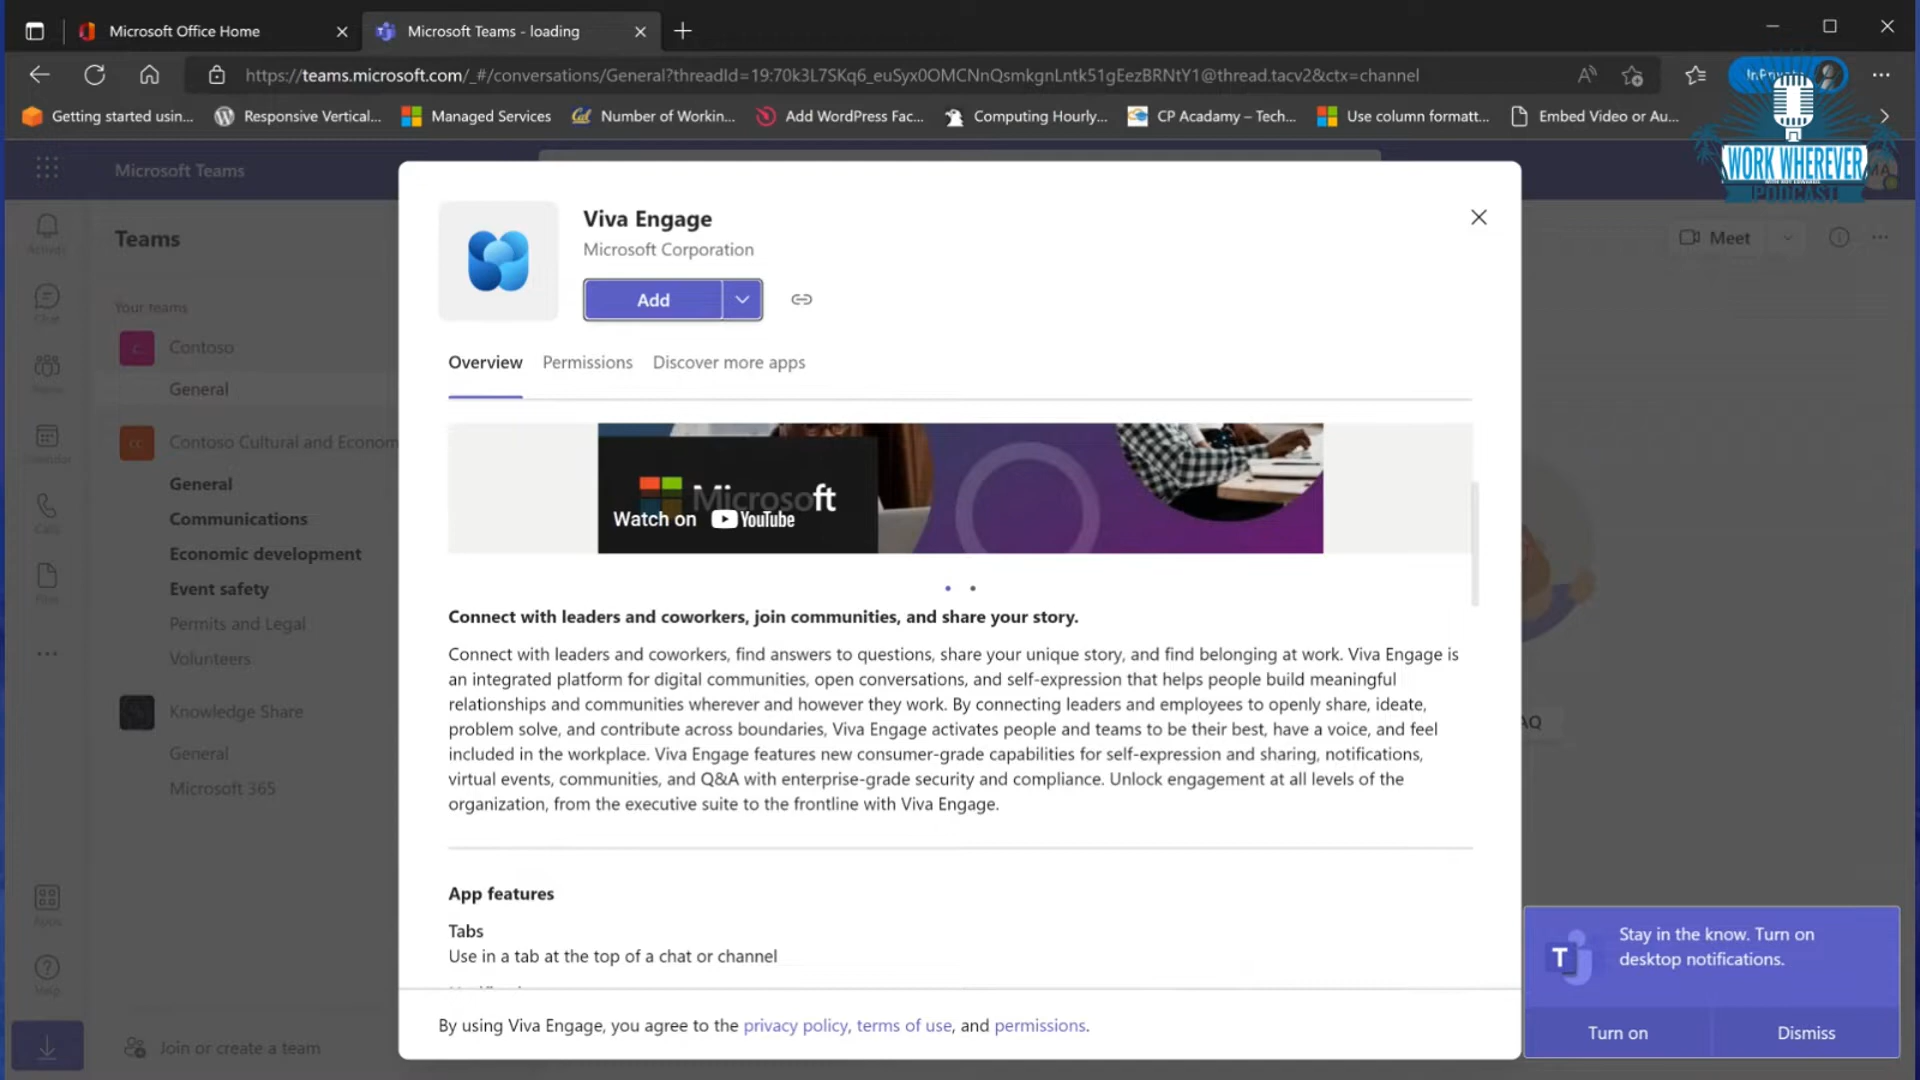 Microsoft Office Home
Microsoft Teams - loading
https://teams.microsoft.com/_#/conversations/General?threadId=19:70k3L7SKq6_euSyx0OMCNnQsmkgnLntk51gEezBRNtY1@thread.tacv2&ctx=channel
Getting started usin...
Responsive Vertical...
Managed Services
Number of Workin...
Add WordPress Fac...
Computing Hourly...
CP Acadamy – Tech...
Use column formatt...
Embed Video or Au...
WORK WHEREVER
PODCAST
Microsoft Teams
Teams
Meet
Activity
Chat
Teams
Calendar
Calls
Files
Apps
Help
Your teams
Contoso
General
Contoso Cultural and Econom
General
Communications
Economic development
Event safety
Permits and Legal
Volunteers
Knowledge Share
General
Microsoft 365
Join or create a team
Viva Engage
Microsoft Corporation
Add
Overview
Permissions
Discover more apps
Microsoft
Watch on YouTube
Connect with leaders and coworkers, join communities, and share your story.
Connect with leaders and coworkers, find answers to questions, share your unique story, and find belonging at work. Viva Engage is
an integrated platform for digital communities, open conversations, and self-expression that helps people build meaningful
relationships and communities wherever and however they work. By connecting leaders and employees to openly share, ideate,
problem solve, and contribute across boundaries, Viva Engage activates people and teams to be their best, have a voice, and feel
included in the workplace. Viva Engage features new consumer-grade capabilities for self-expression and sharing, notifications,
virtual events, communities, and Q&A with enterprise-grade security and compliance. Unlock engagement at all levels of the
organization, from the executive suite to the frontline with Viva Engage.
App features
Tabs
Use in a tab at the top of a chat or channel
By using Viva Engage, you agree to the privacy policy, terms of use, and permissions.
AQ
Stay in the know. Turn on
desktop notifications.
Turn on
Dismiss